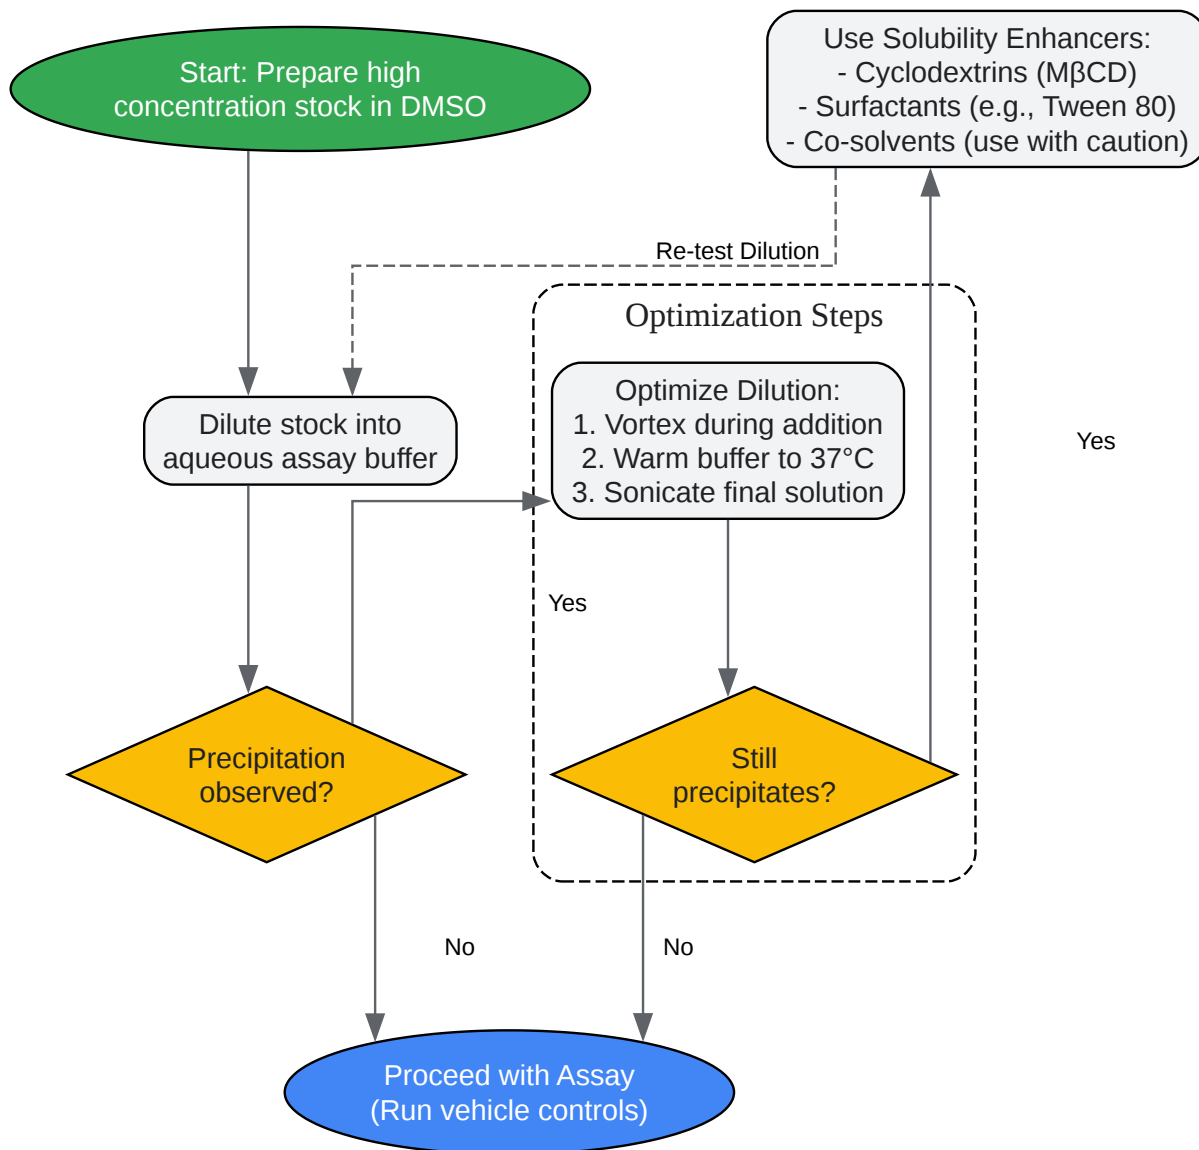 Start: Prepare high
concentration stock in DMSO
Use Solubility Enhancers:
- Cyclodextrins (MβCD)
- Surfactants (e.g., Tween 80)
- Co-solvents (use with caution)
Re-test Dilution
Optimization Steps
Dilute stock into
aqueous assay buffer
Optimize Dilution:
1. Vortex during addition
2. Warm buffer to 37°C
3. Sonicate final solution
Yes
Yes
Precipitation
observed?
Still
precipitates?
No
No
Proceed with Assay
(Run vehicle controls)